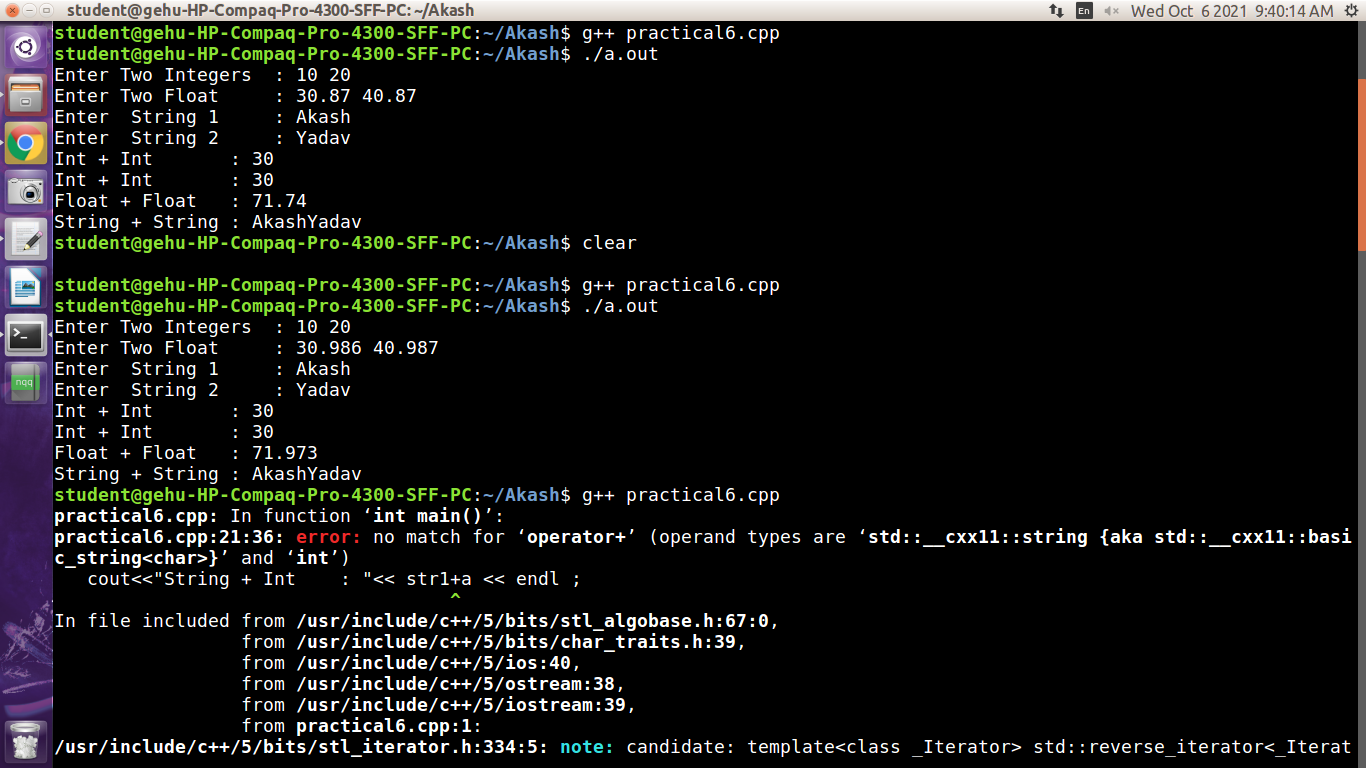 student@gehu-HP-Compaq-Pro-4300-SFF-PC: ~/Akash
En
Wed Oct 6 2021 9:40:14 AM
student@gehu-HP-Compaq-Pro-4300-SFF-PC:~/Akash$ g++ practical6.cpp
student@gehu-HP-Compaq-Pro-4300-SFF-PC:~/Akash$ ./a.out
Enter Two Integers  : 10 20
Enter Two Float     : 30.87 40.87
Enter  String 1     : Akash
Enter  String 2     : Yadav
Int + Int       : 30
Int + Int       : 30
Float + Float   : 71.74
String + String : AkashYadav
student@gehu-HP-Compaq-Pro-4300-SFF-PC:~/Akash$ clear
student@gehu-HP-Compaq-Pro-4300-SFF-PC:~/Akash$ g++ practical6.cpp
student@gehu-HP-Compaq-Pro-4300-SFF-PC:~/Akash$ ./a.out
Enter Two Integers  : 10 20
Enter Two Float     : 30.986 40.987
Enter  String 1     : Akash
Enter  String 2     : Yadav
Int + Int       : 30
Int + Int       : 30
Float + Float   : 71.973
String + String : AkashYadav
student@gehu-HP-Compaq-Pro-4300-SFF-PC:~/Akash$ g++ practical6.cpp
practical6.cpp: In function ‘int main()’:
practical6.cpp:21:36: error: no match for ‘operator+’ (operand types are ‘std::__cxx11::string {aka std::__cxx11::basi
c_string<char>}’ and ‘int’)
   cout<<"String + Int    : "<< str1+a << endl ;
                                    ^
In file included from /usr/include/c++/5/bits/stl_algobase.h:67:0,
                 from /usr/include/c++/5/bits/char_traits.h:39,
                 from /usr/include/c++/5/ios:40,
                 from /usr/include/c++/5/ostream:38,
                 from /usr/include/c++/5/iostream:39,
                 from practical6.cpp:1:
/usr/include/c++/5/bits/stl_iterator.h:334:5: note: candidate: template<class _Iterator> std::reverse_iterator<_Iterat
nqq